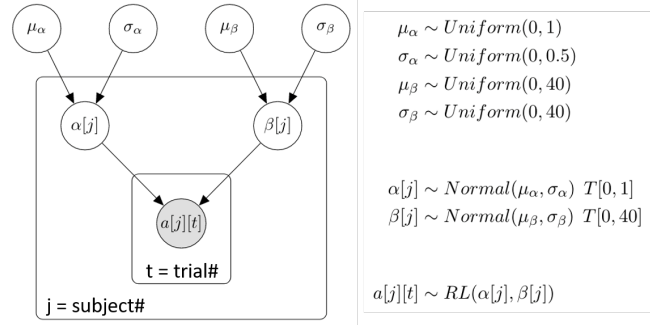 μα
σα
μβ
σβ
α[j]
β[j]
a[j][t]
t = trial#
j = subject#
μα ∼ Uniform(0, 1)
σα ∼ Uniform(0, 0.5)
μβ ∼ Uniform(0, 40)
σβ ∼ Uniform(0, 40)
α[j] ∼ Normal(μα, σα) T[0, 1]
β[j] ∼ Normal(μβ, σβ) T[0, 40]
a[j][t] ∼ RL(α[j], β[j])